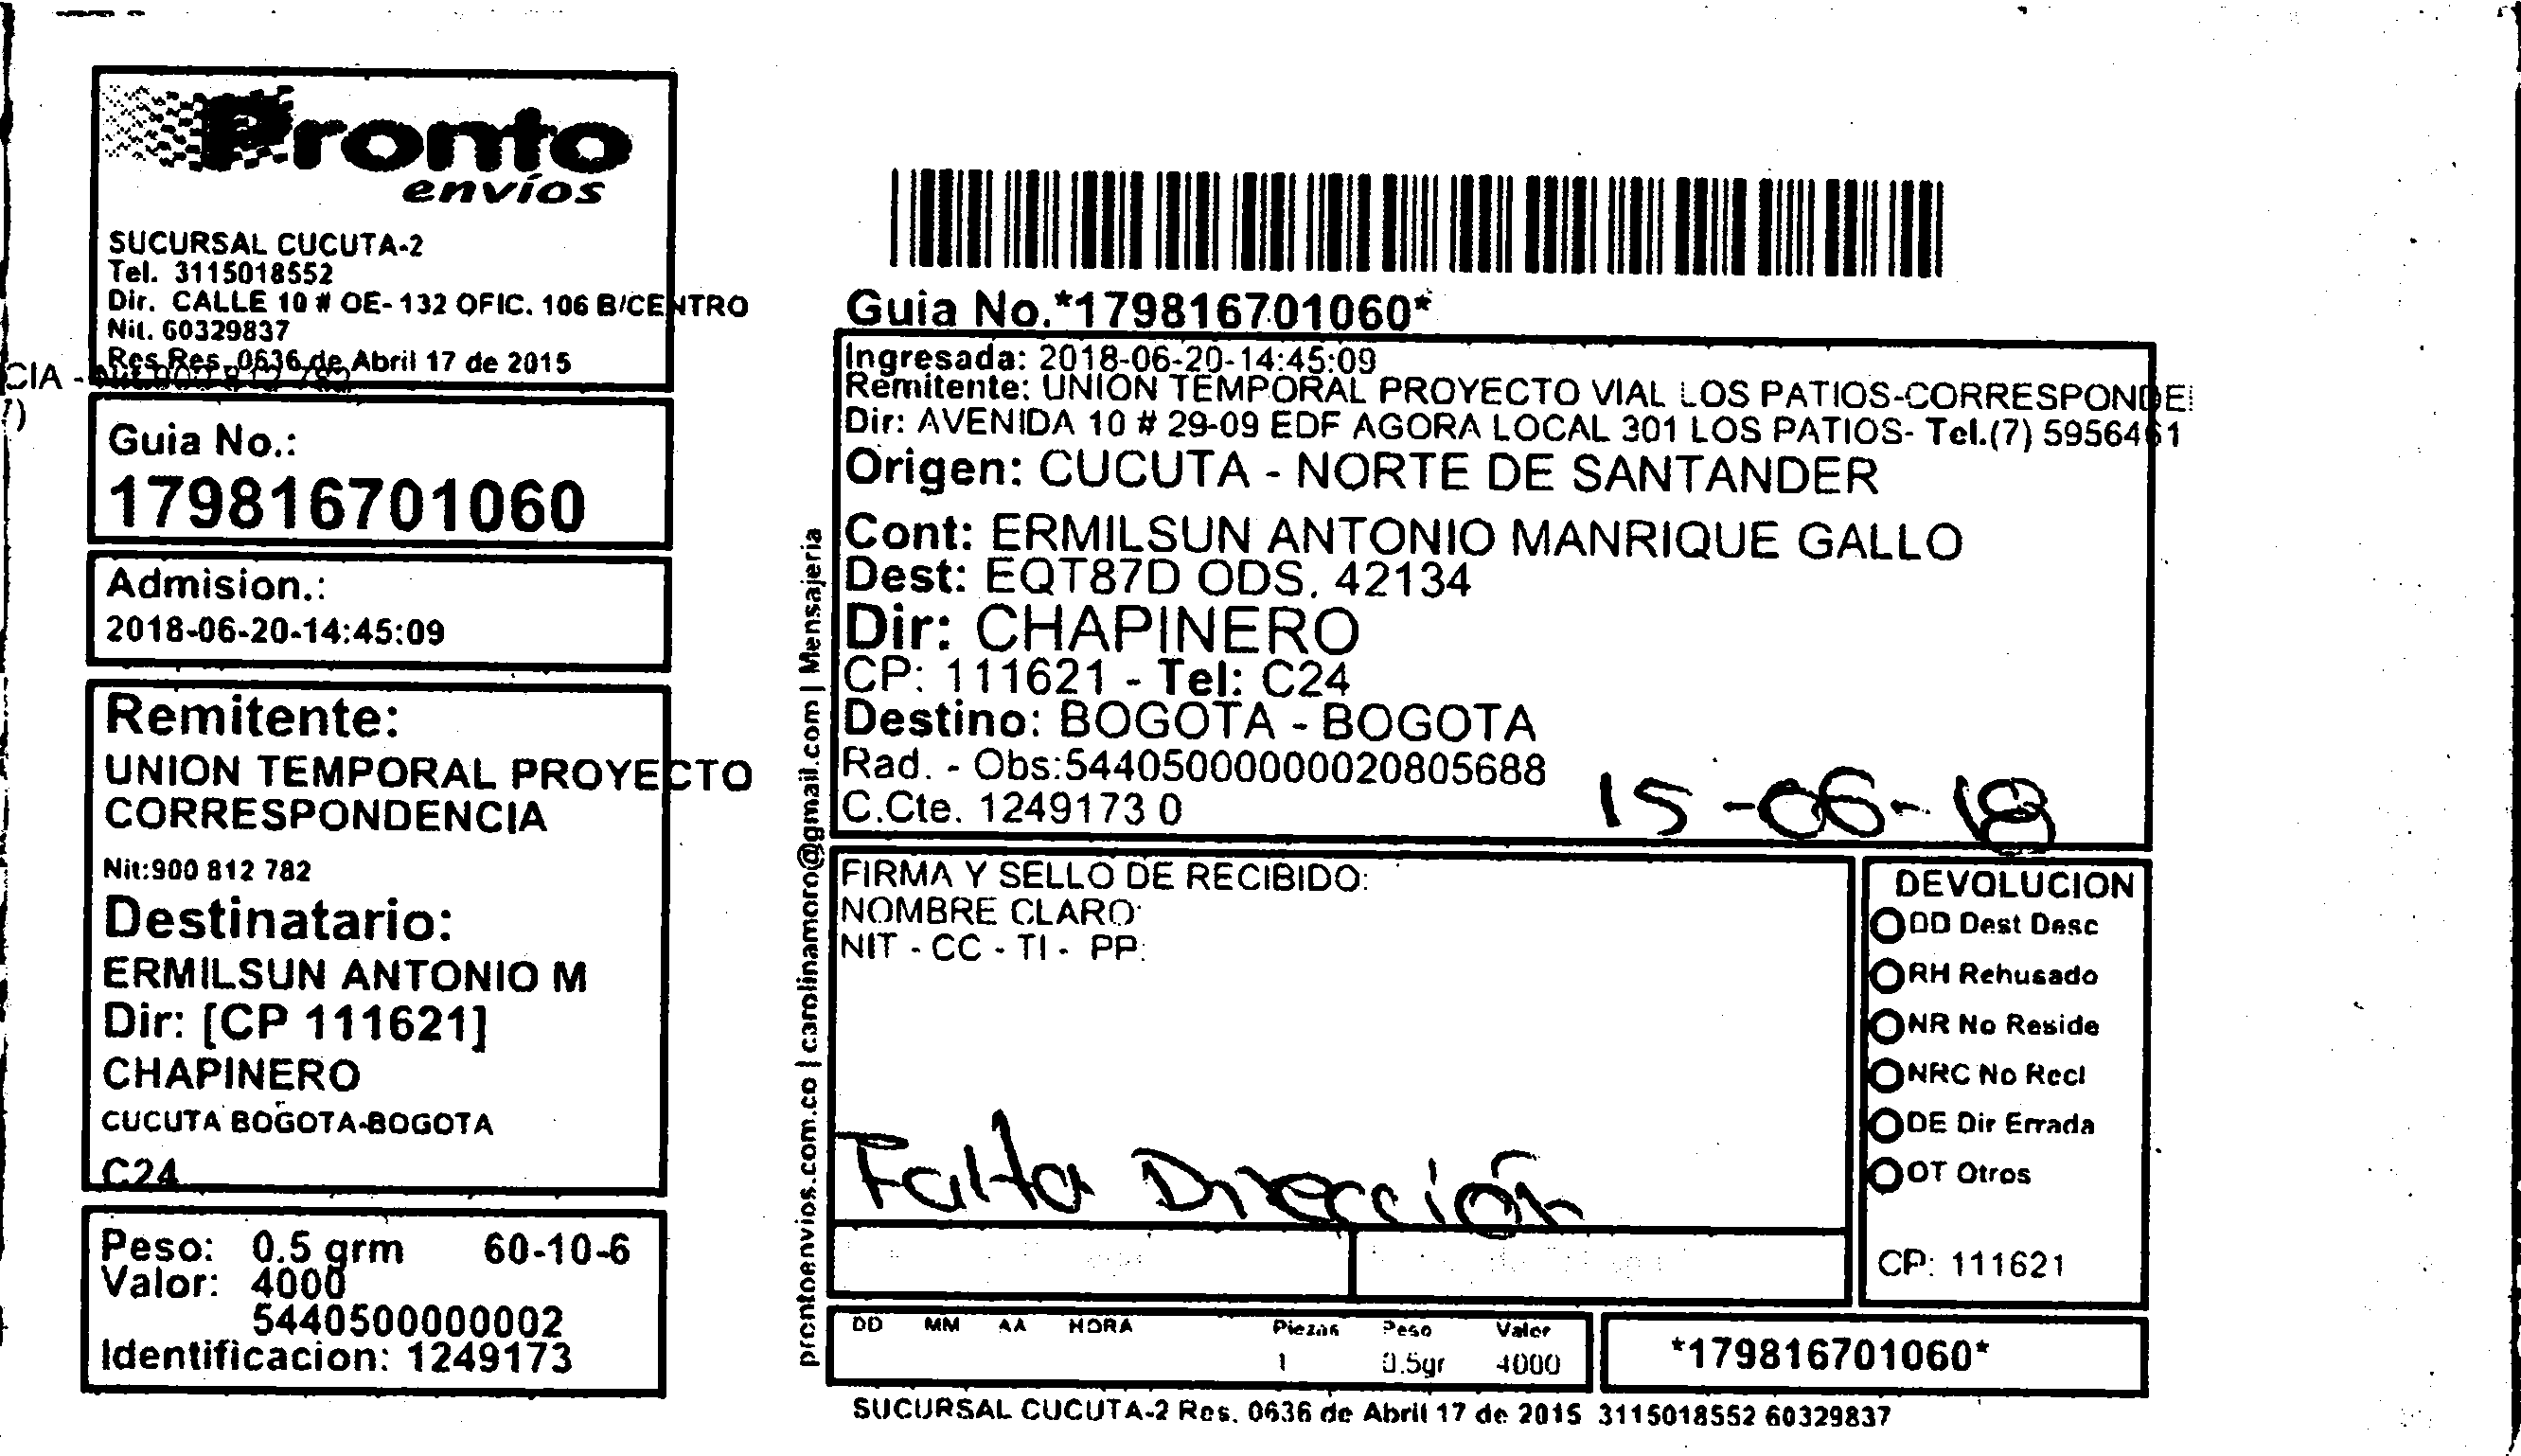 Pronto
envíos
SUCURSAL CUCUTA-2
Tel. 3115018552
Dir. CALLE 10 # OE- 132 OFIC. 106 B/CENTRO
Nit. 60329837
Res Res. 0636 de Abril 17 de 2015
CIA -
7)
Guia No.:
179816701060
Admision.:
2018-06-20-14:45:09
Remitente:
UNION TEMPORAL PROYECTO
CORRESPONDENCIA
Nit:900 812 782
Destinatario:
ERMILSUN ANTONIO M
Dir: [CP 111621]
CHAPINERO
CUCUTA BOGOTA-BOGOTA
C24
Peso: 0.5 grm 60-10-6
Valor: 4000
5440500000002
Identificacion: 1249173
prontoenvios.com.co | carolinamoro@gmail.com | Mensajeria
Guia No.*179816701060*
Ingresada: 2018-06-20-14:45:09
Remitente: UNION TEMPORAL PROYECTO VIAL LOS PATIOS-CORRESPONDE
Dir: AVENIDA 10 # 29-09 EDF AGORA LOCAL 301 LOS PATIOS- Tel.(7) 5956461
Origen: CUCUTA - NORTE DE SANTANDER
Cont: ERMILSUN ANTONIO MANRIQUE GALLO
Dest: EQT87D ODS. 42134
Dir: CHAPINERO
CP: 111621 - Tel: C24
Destino: BOGOTA - BOGOTA
Rad. - Obs:544050000000020805688
C.Cte. 1249173 0
15-06-18
FIRMA Y SELLO DE RECIBIDO:
NOMBRE CLARO:
NIT - CC - TI - PP:
Falta Dirección
DEVOLUCION
DD Dest Desc
RH Rehusado
NR No Reside
NRC No Recl
DE Dir Errada
OT Otros
CP: 111621
DD MM AA HORA Piezas Peso Valor
1 0.5gr 4000
*179816701060*
SUCURSAL CUCUTA-2 Res. 0636 de Abril 17 de 2015 3115018552 60329837